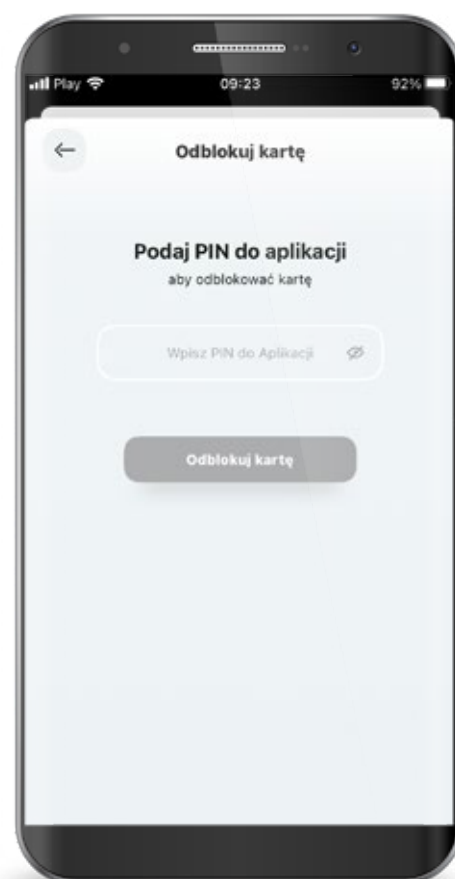 Play 09:23 92%
Odblokuj kartę
Podaj PIN do aplikacji
aby odblokować kartę
Wpisz PIN do Aplikacji
Odblokuj kartę